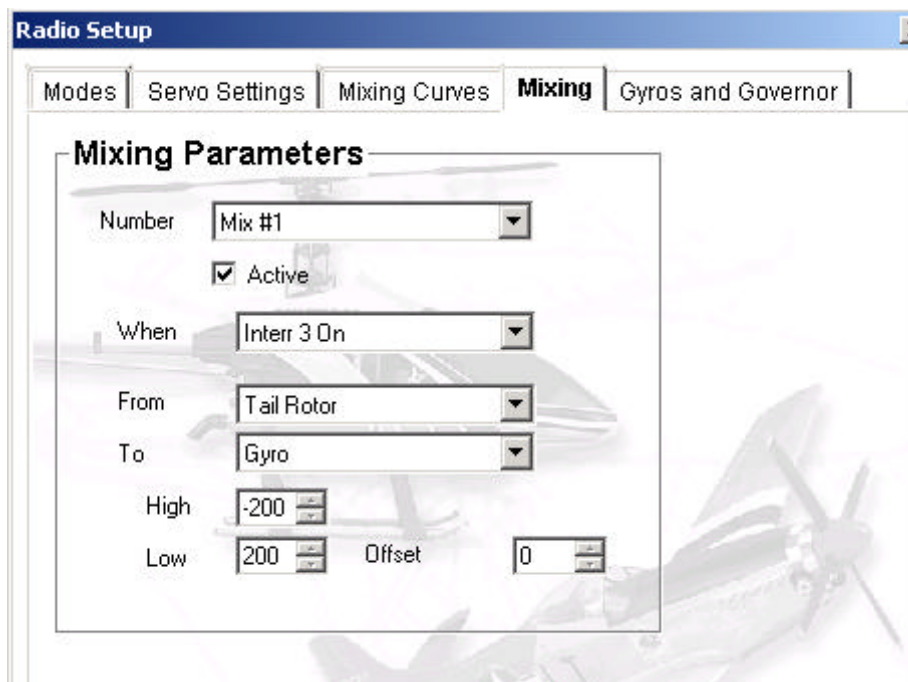 Radio Setup
Modes Servo Settings Mixing Curves Mixing Gyros and Governor
Mixing Parameters
Number Mix #1
Active
When Interr 3 On
From Tail Rotor
To Gyro
High -200
Low 200 Offset 0